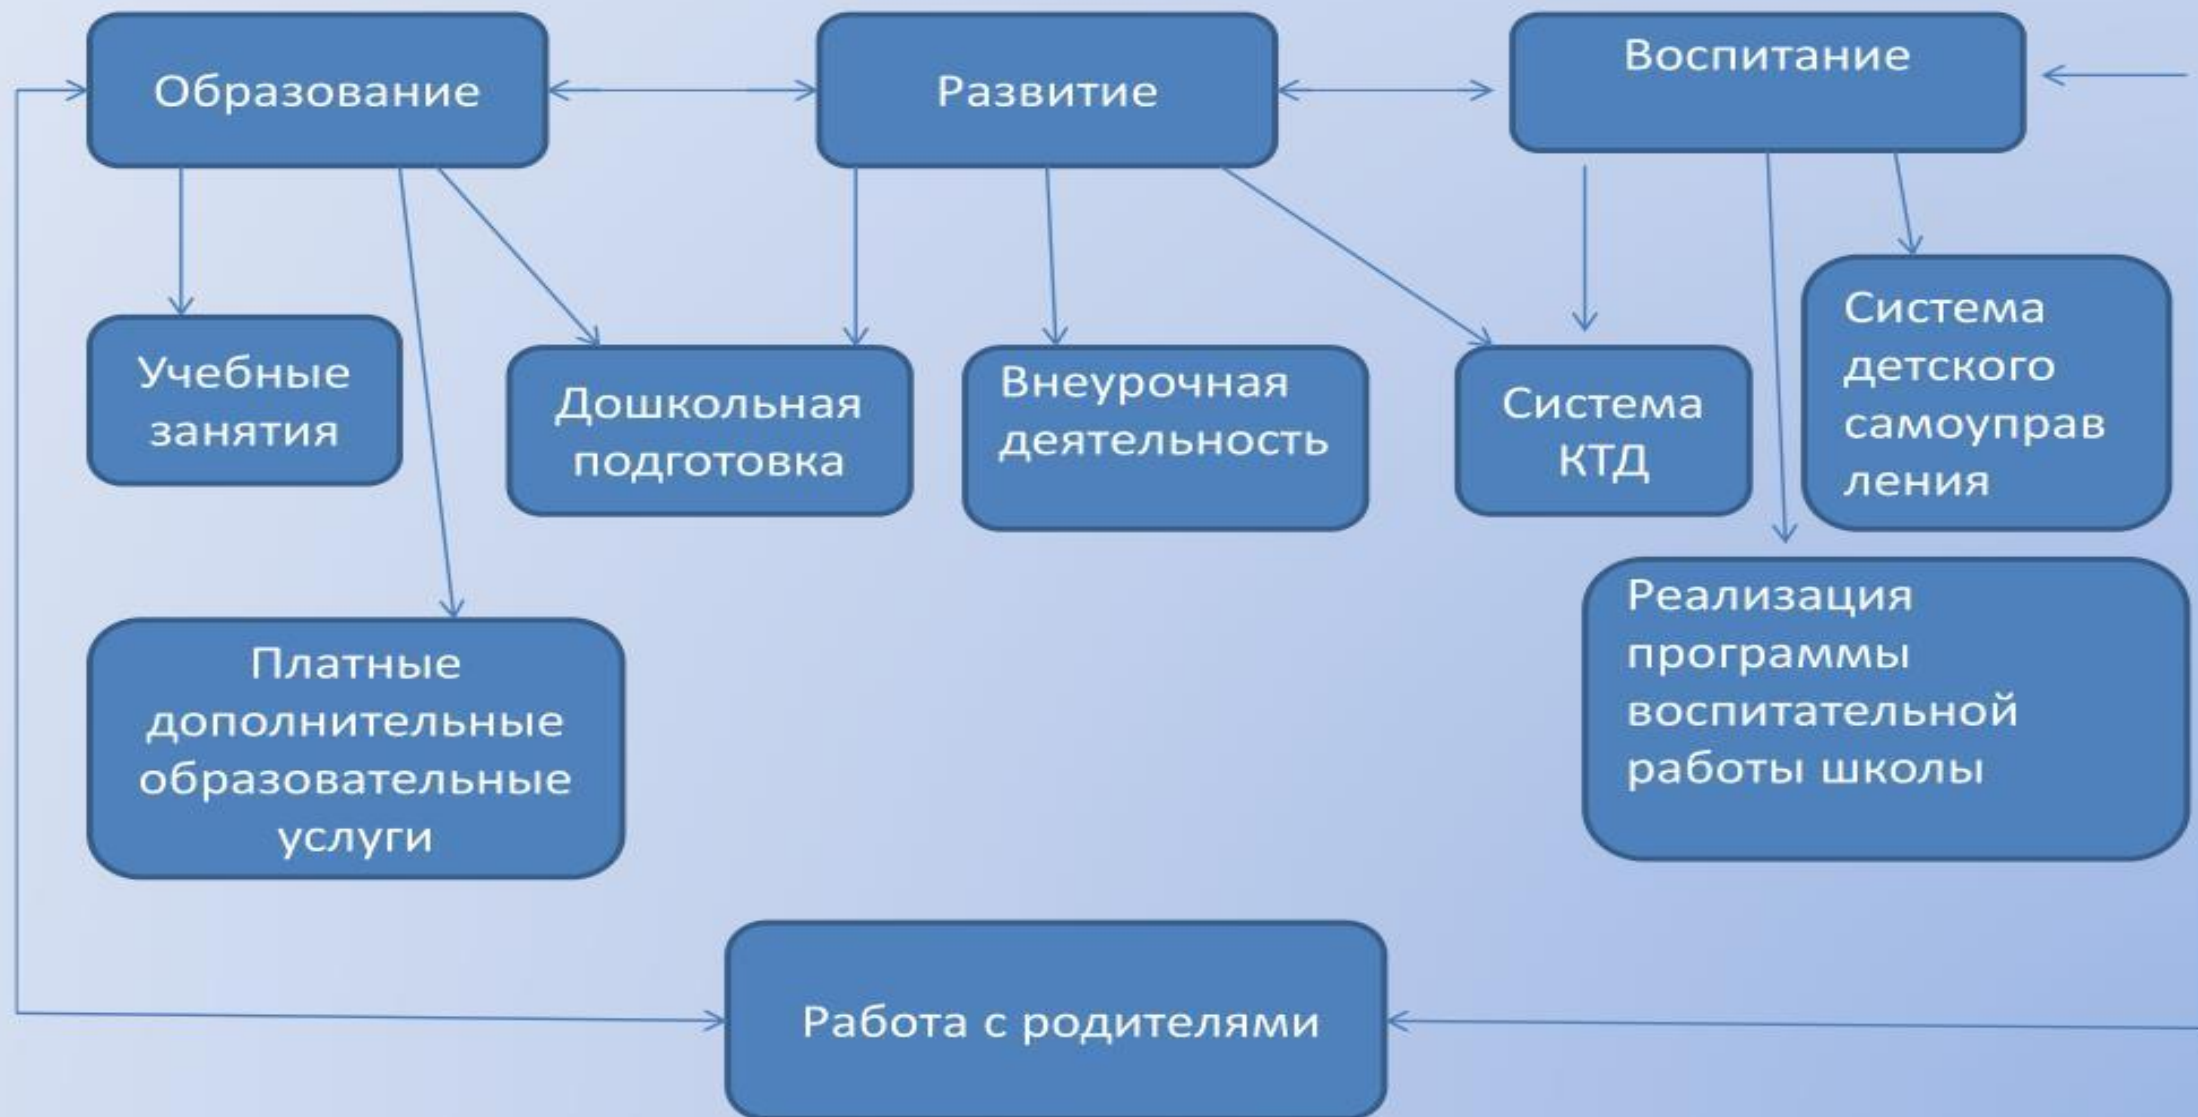 Образование
Развитие
Воспитание
Учебные
занятия
Дошкольная
подготовка
Внеурочная
деятельность
Система
КТД
Система
детского
самоуправ
ления
Платные
дополнительные
образовательные
услуги
Реализация
программы
воспитательной
работы школы
Работа с родителями